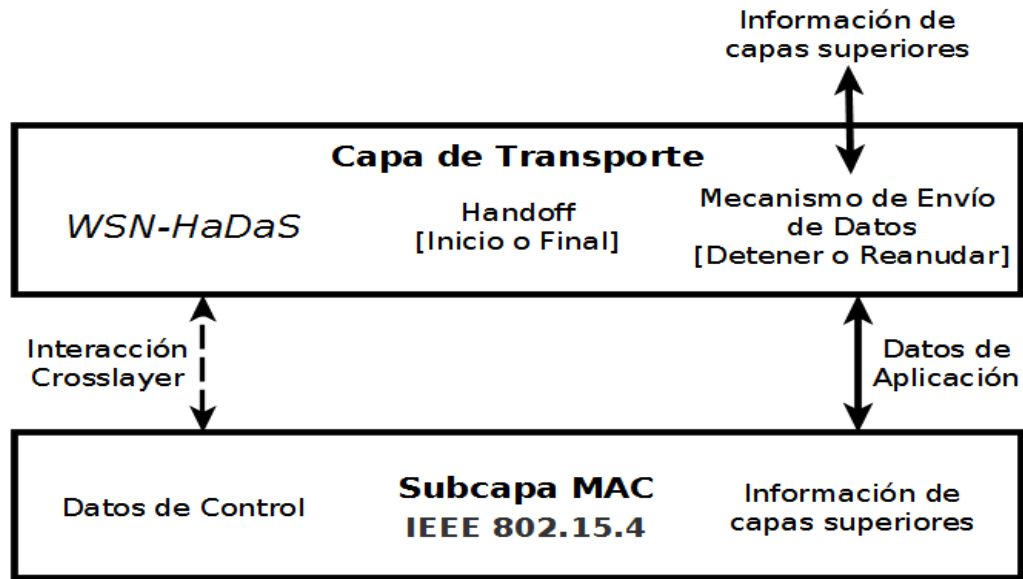 Información de
capas superiores
Capa de Transporte
WSN-HaDaS
Handoff
[Inicio o Final]
Mecanismo de Envío
de Datos
[Detener o Reanudar]
Interacción
Crosslayer
Datos de
Aplicación
Datos de Control
Subcapa MAC
IEEE 802.15.4
Información de
capas superiores